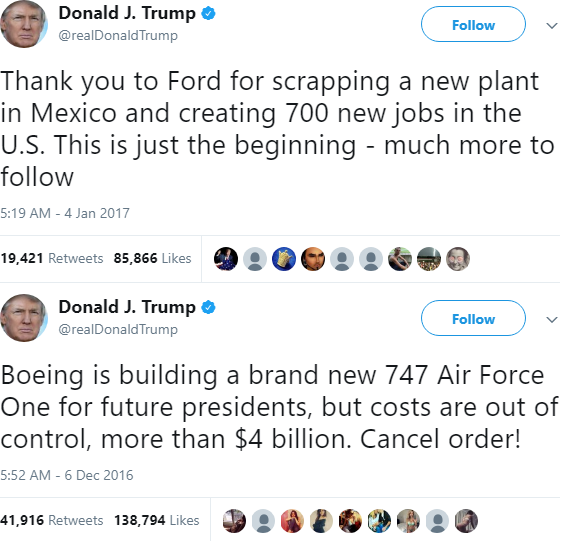 Donald J. Trump
Follow
@realDonaldTrump
Thank you to Ford for scrapping a new plant
in Mexico and creating 700 new jobs in the
U.S. This is just the beginning - much more to
follow
5:19 AM - 4 Jan 2017
19,421 Retweets 85,866 Likes
Donald J. Trump
Follow
@realDonaldTrump
Boeing is building a brand new 747 Air Force
One for future presidents, but costs are out of
control, more than $4 billion. Cancel order!
5:52 AM - 6 Dec 2016
41,916 Retweets 138,794 Likes